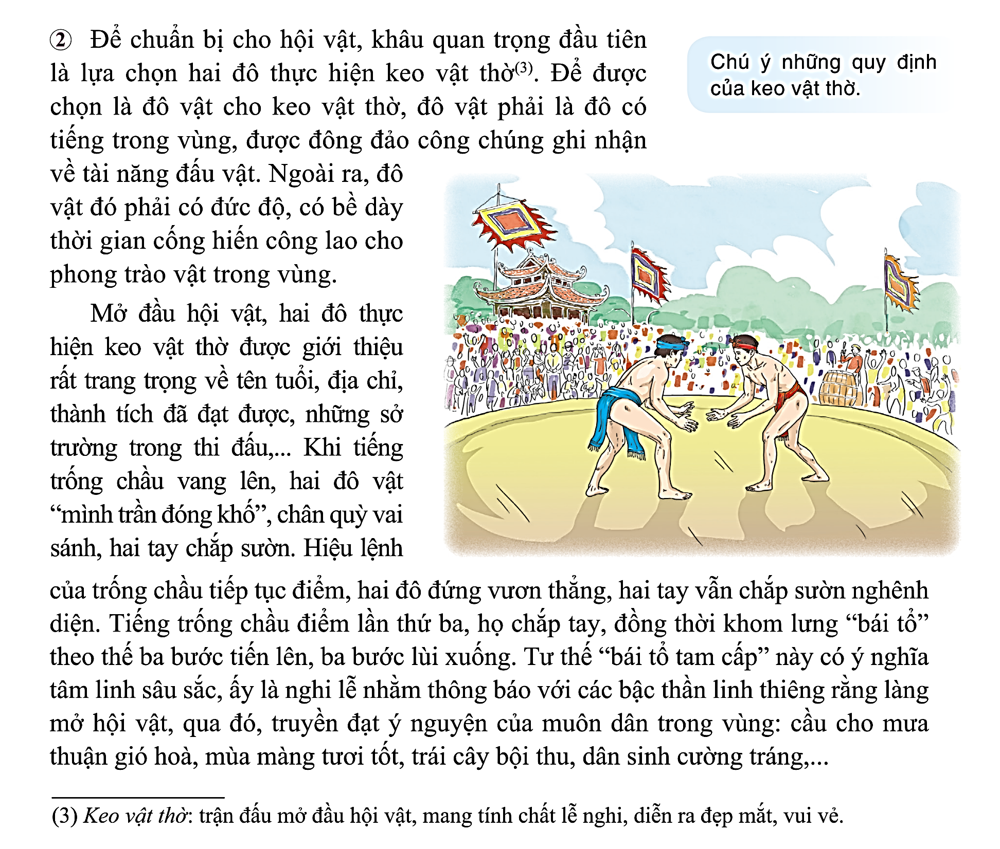 ② Để chuẩn bị cho hội vật, khâu quan trọng đầu tiên
là lựa chọn hai đô thực hiện keo vật thờ(3). Để được
chọn là đô vật cho keo vật thờ, đô vật phải là đô có
tiếng trong vùng, được đông đảo công chúng ghi nhận
về tài năng đấu vật. Ngoài ra, đô
vật đó phải có đức độ, có bề dày
thời gian cống hiến công lao cho
phong trào vật trong vùng.
Chú ý những quy định
của keo vật thờ.
Mở đầu hội vật, hai đô thực
hiện keo vật thờ được giới thiệu
rất trang trọng về tên tuổi, địa chỉ,
thành tích đã đạt được, những sở
trường trong thi đấu,... Khi tiếng
trống chầu vang lên, hai đô vật
“mình trần đóng khố”, chân quỳ vai
sánh, hai tay chắp sườn. Hiệu lệnh
của trống chầu tiếp tục điểm, hai đô đứng vươn thẳng, hai tay vẫn chắp sườn nghênh
diện. Tiếng trống chầu điểm lần thứ ba, họ chắp tay, đồng thời khom lưng “bái tổ”
theo thế ba bước tiến lên, ba bước lùi xuống. Tư thế “bái tổ tam cấp” này có ý nghĩa
tâm linh sâu sắc, ấy là nghi lễ nhằm thông báo với các bậc thần linh thiêng rằng làng
mở hội vật, qua đó, truyền đạt ý nguyện của muôn dân trong vùng: cầu cho mưa
thuận gió hoà, mùa màng tươi tốt, trái cây bội thu, dân sinh cường tráng,...
(3) Keo vật thờ: trận đấu mở đầu hội vật, mang tính chất lễ nghi, diễn ra đẹp mắt, vui vẻ.